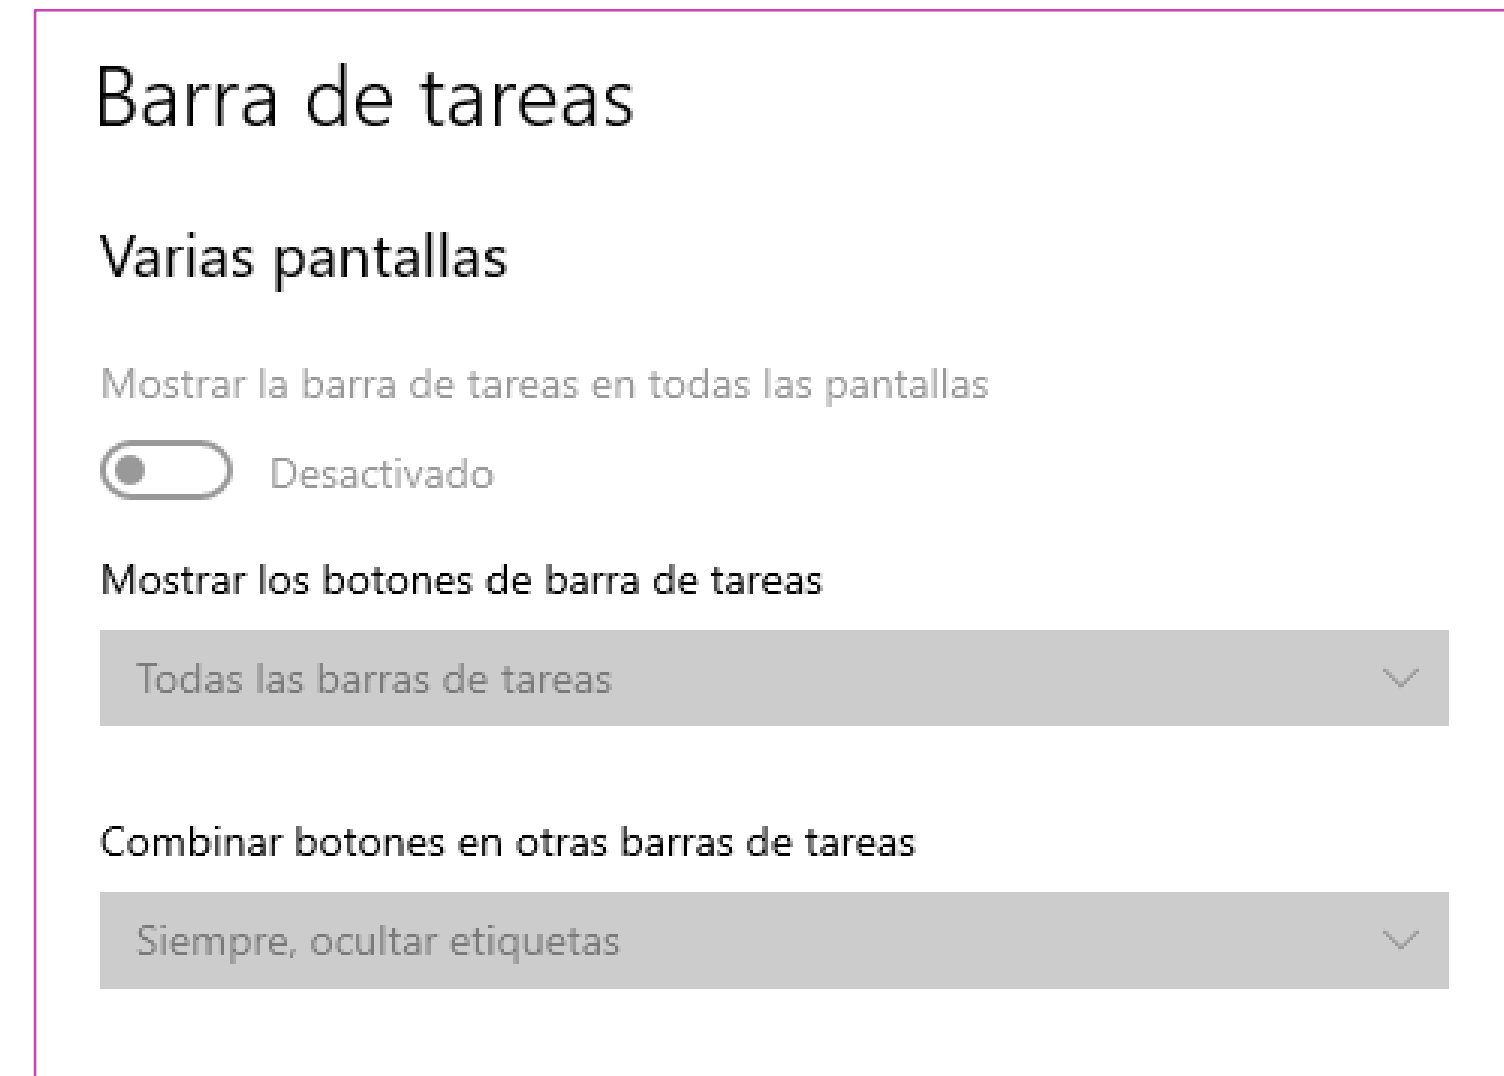 Barra de tareas
Varias pantallas
Mostrar la barra de tareas en todas las pantallas
Desactivado
Mostrar los botones de barra de tareas
Todas las barras de tareas
Combinar botones en otras barras de tareas
Siempre, ocultar etiquetas